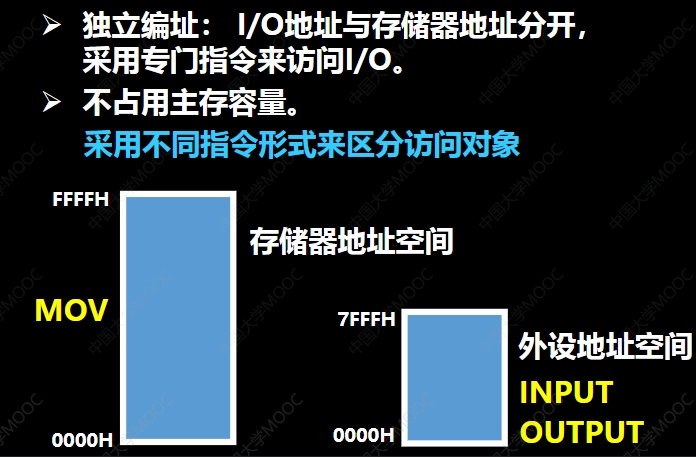 ➢ 独立编址： I/O地址与存储器地址分开，
采用专门指令来访问I/O。
➢ 不占用主存容量。
采用不同指令形式来区分访问对象
FFFFH
存储器地址空间
MOV
7FFFH
外设地址空间
INPUT
OUTPUT
0000H
0000H
中国大学MOOC